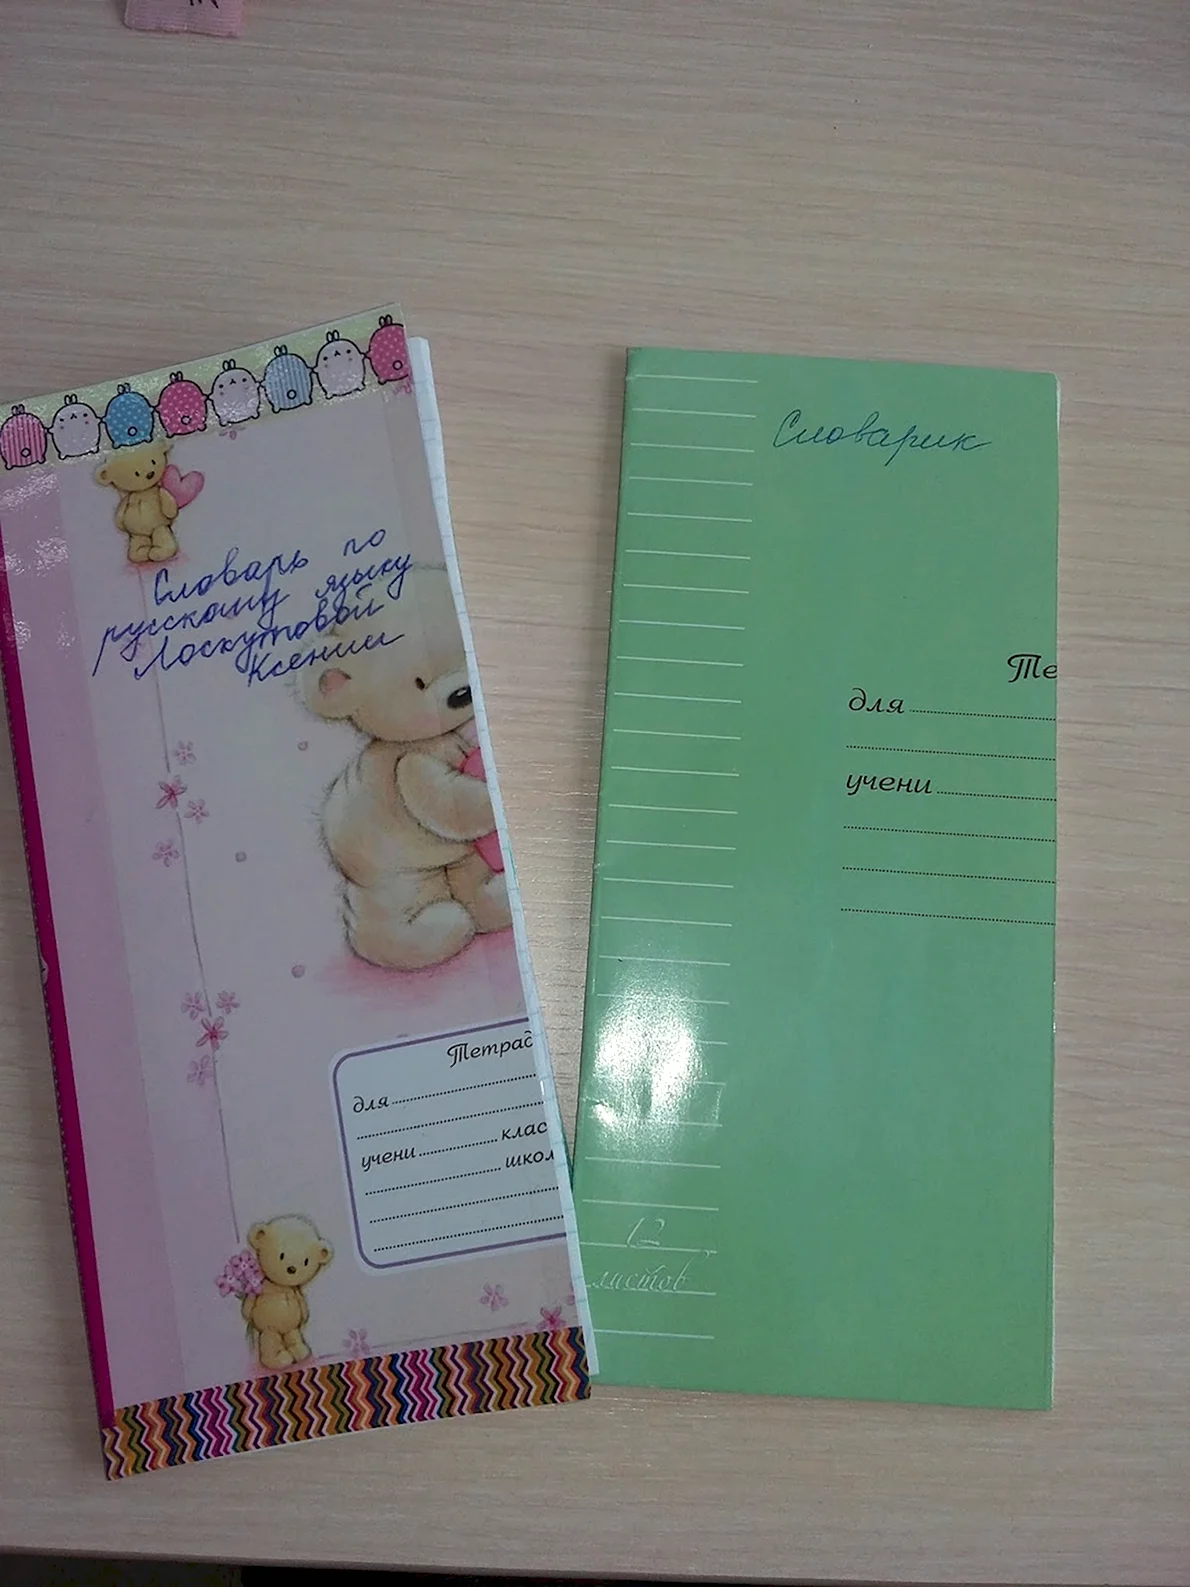 Словарь по
русскому языку
Лоскутовой
Ксении
Тетрад
для
учени клас
школ
Словарик
Те
для
учени
12
листов